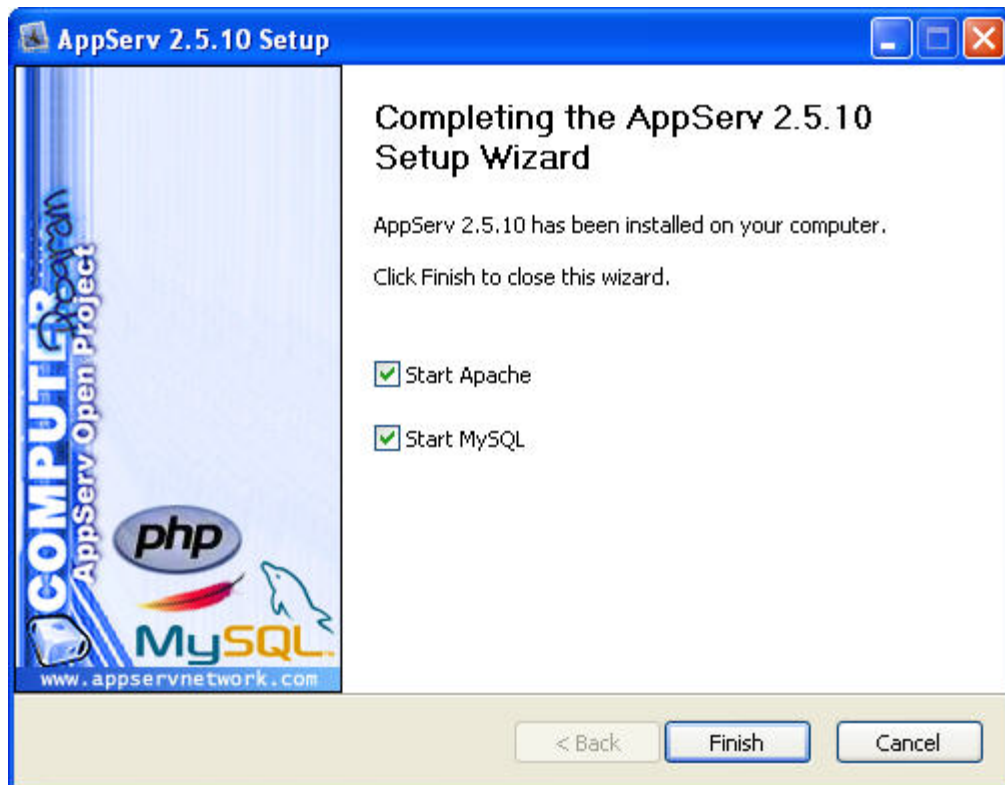 AppServ 2.5.10 Setup
Completing the AppServ 2.5.10
Setup Wizard
AppServ 2.5.10 has been installed on your computer.
Click Finish to close this wizard.
Start Apache
Start MySQL
COMPUTER
Program
AppServ Open Project
php
MySQL
www.appservnetwork.com
< Back
Finish
Cancel